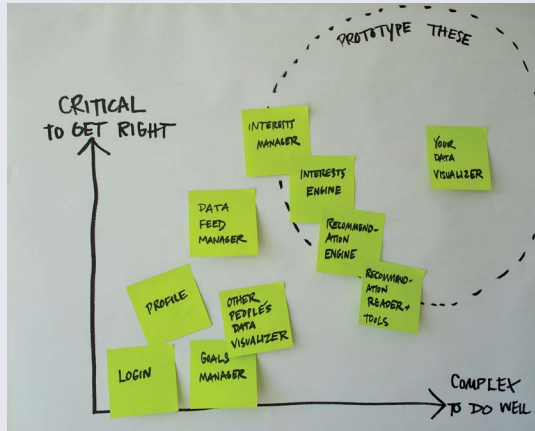 PROTOTYPE THESE
CRITICAL
TO GET RIGHT
INTERESTS
MANAGER
YOUR
DATA
VISUALIZER
INTERESTS
ENGINE
DATA
FEED
MANAGER
RECOMMEND-
ATION
ENGINE
RECOMMEND-
ATION
READER +
TOOLS
PROFILE
OTHER
PEOPLE'S
DATA
VISUALIZER
LOGIN
GOALS
MANAGER
COMPLEX
TO DO WELL